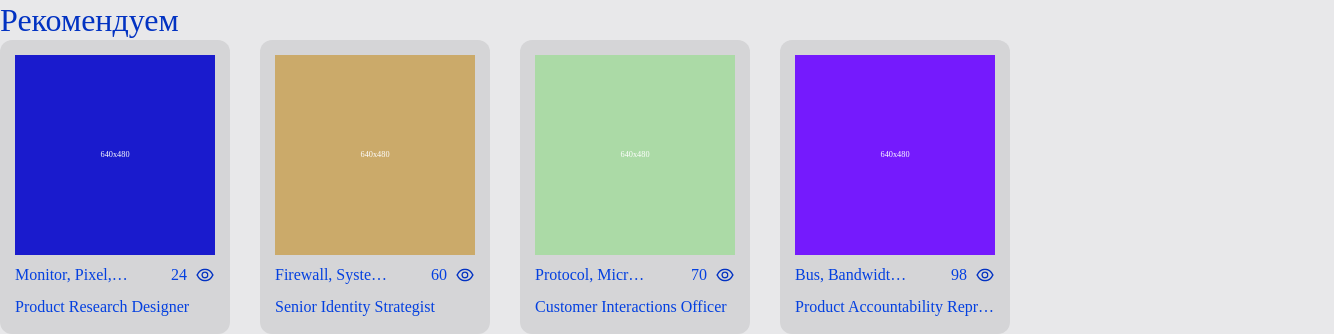 Рекомендуем
640x480
640x480
640x480
640x480
Monitor, Pixel,… 24
Firewall, Syste… 60
Protocol, Micr… 70
Bus, Bandwidt… 98
Product Research Designer
Senior Identity Strategist
Customer Interactions Officer
Product Accountability Repr…